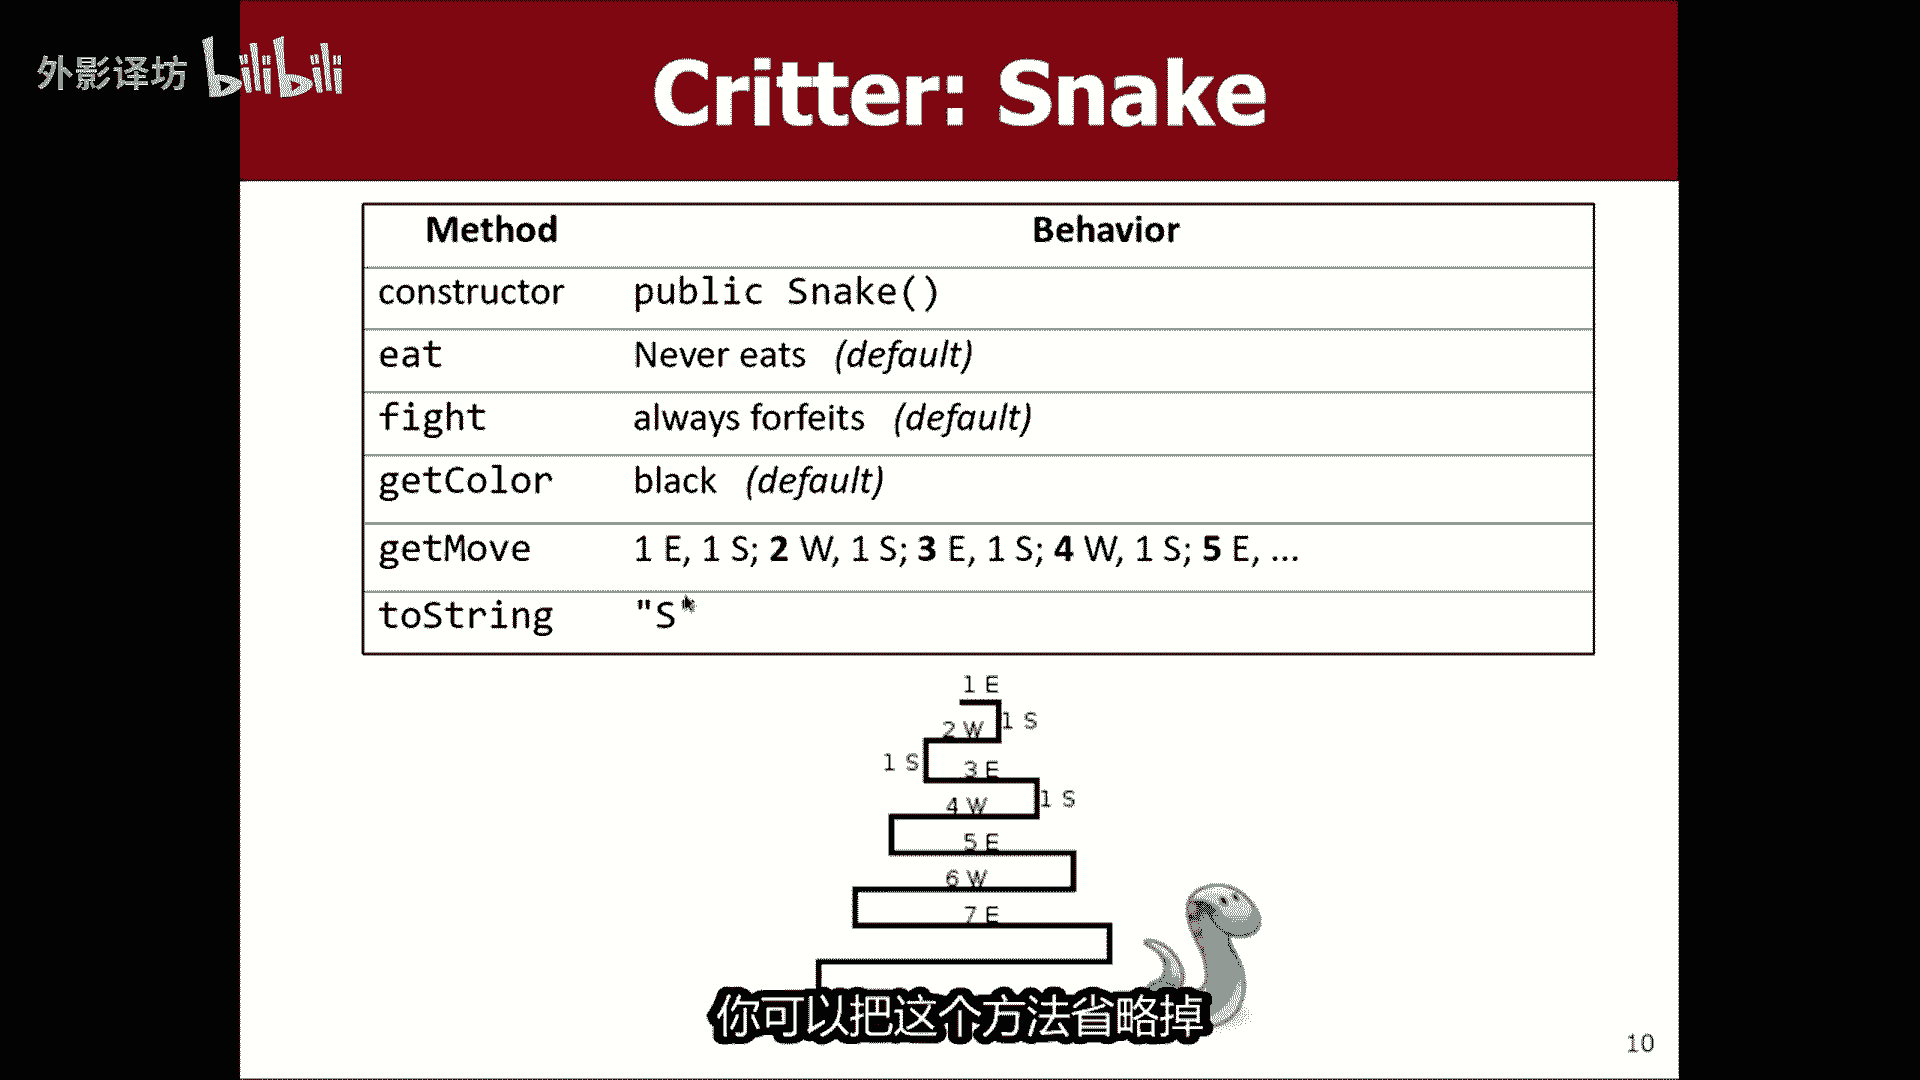 外影译坊 bilibili
Critter: Snake
Method Behavior
constructor public Snake()
eat Never eats (default)
fight always forfeits (default)
getColor black (default)
getMove 1 E, 1 S; 2 W, 1 S; 3 E, 1 S; 4 W, 1 S; 5 E, ...
toString "S"
1 E
1 S
2 W
1 S
3 E
1 S
4 W
5 E
6 W
7 E
你可以把这个方法省略掉
10